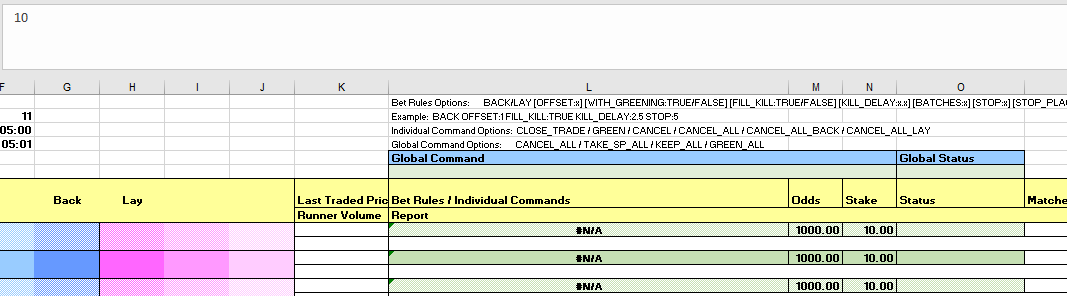 10
F G H I J K L M N O
Bet Rules Options: BACK/LAY [OFFSET:x] [WITH_GREENING:TRUE/FALSE] [FILL_KILL:TRUE/FALSE] [KILL_DELAY:x.x] [BATCHES:x] [STOP:x] [STOP_PLA
11 Example: BACK OFFSET:1 FILL_KILL:TRUE KILL_DELAY:2.5 STOP:5
05:00 Individual Command Options: CLOSE_TRADE / GREEN / CANCEL / CANCEL_ALL / CANCEL_ALL_BACK / CANCEL_ALL_LAY
05:01 Global Command Options: CANCEL_ALL / TAKE_SP_ALL / KEEP_ALL / GREEN_ALL
Global Command Global Status
Back Lay Last Traded Pric Bet Rules / Individual Commands Odds Stake Status Matche
Runner Volume Report
#N/A 1000.00 10.00
#N/A 1000.00 10.00
#N/A 1000.00 10.00